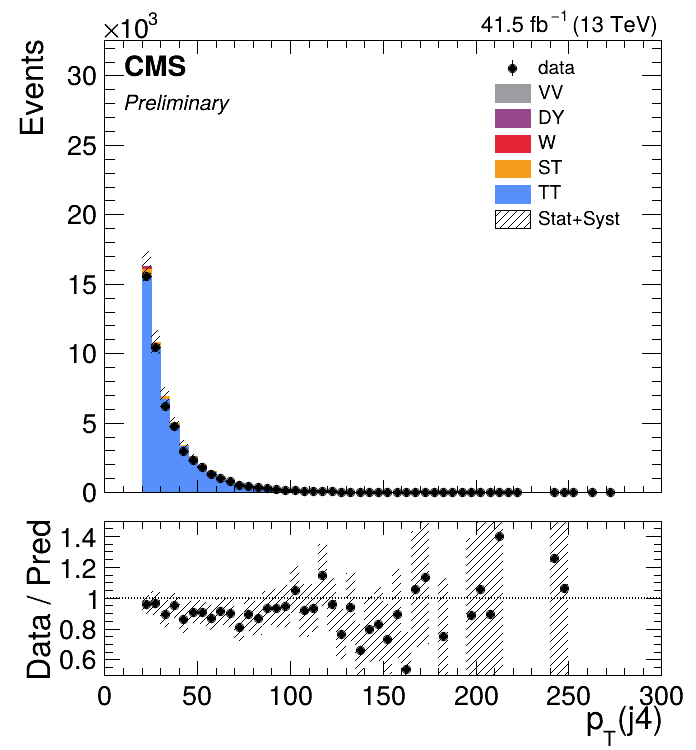 ×10³
41.5 fb⁻¹ (13 TeV)
CMS
Preliminary
Events
30
25
20
15
10
5
0
data
VV
DY
W
ST
TT
Stat+Syst
Data / Pred
1.4
1.2
1
0.8
0.6
0 50 100 150 200 250 300
p_T(j4)